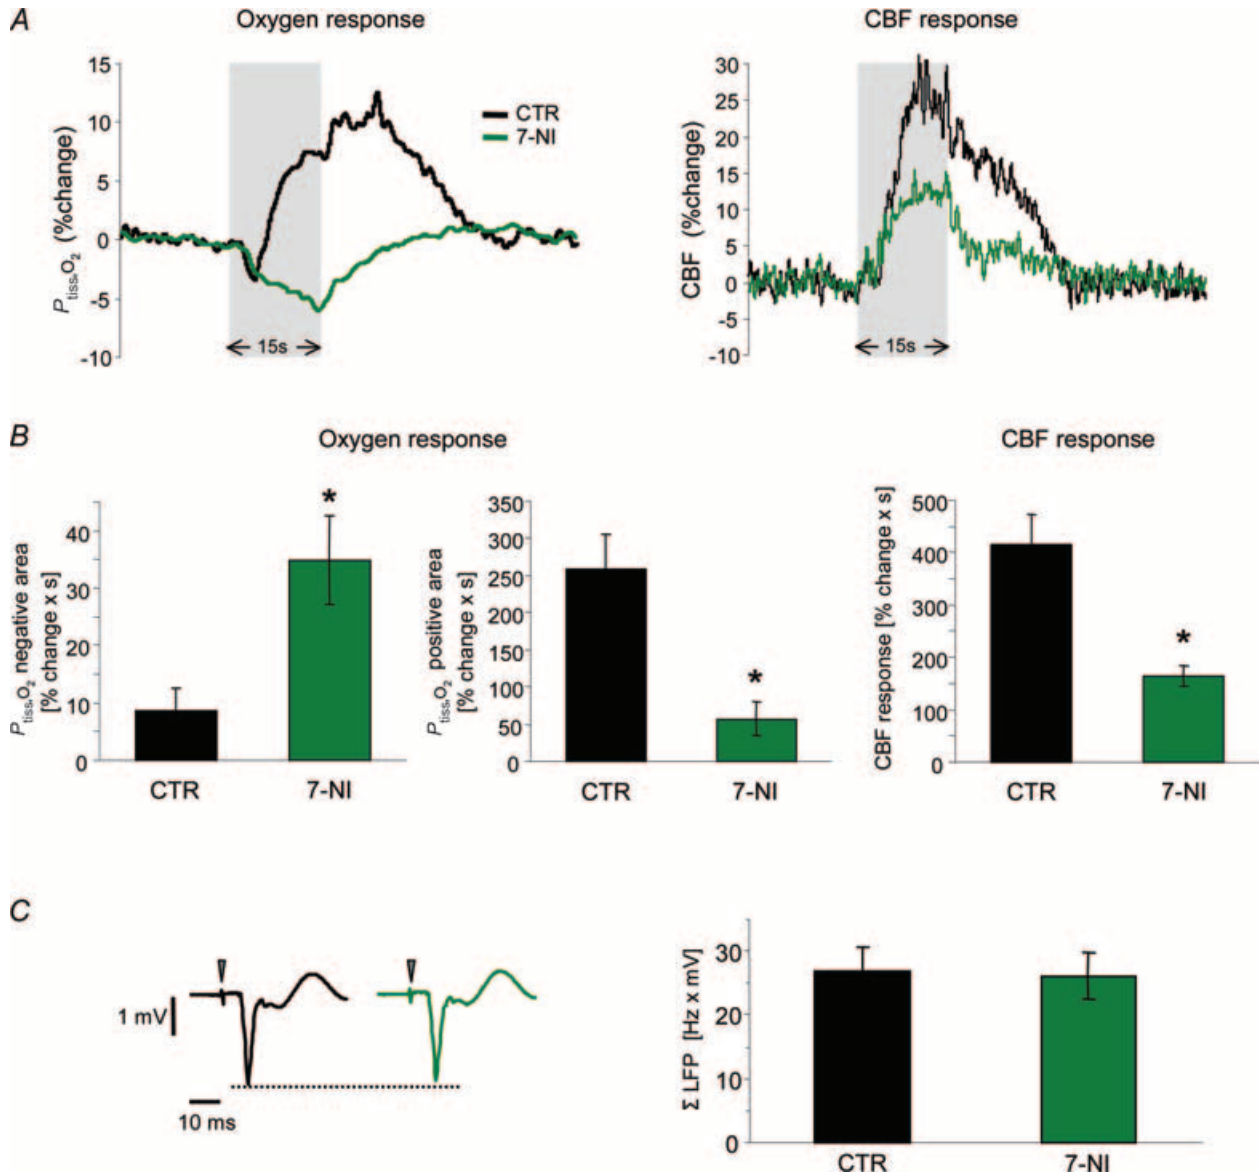 A
Oxygen response
CBF response
15
10
5
0
-5
-10
P tiss,O2 (%change)
CTR
7-NI
15s
30
25
20
15
10
5
0
-5
-10
CBF (%change)
15s
B
Oxygen response
CBF response
40
30
20
10
0
P tiss,O2 negative area
[% change x s]
CTR
7-NI
*
350
300
250
200
150
100
50
0
P tiss,O2 positive area
[% change x s]
CTR
7-NI
*
500
400
300
200
100
0
CBF response [% change x s]
CTR
7-NI
*
C
1 mV
10 ms
30
20
10
0
Σ LFP [Hz x mV]
CTR
7-NI